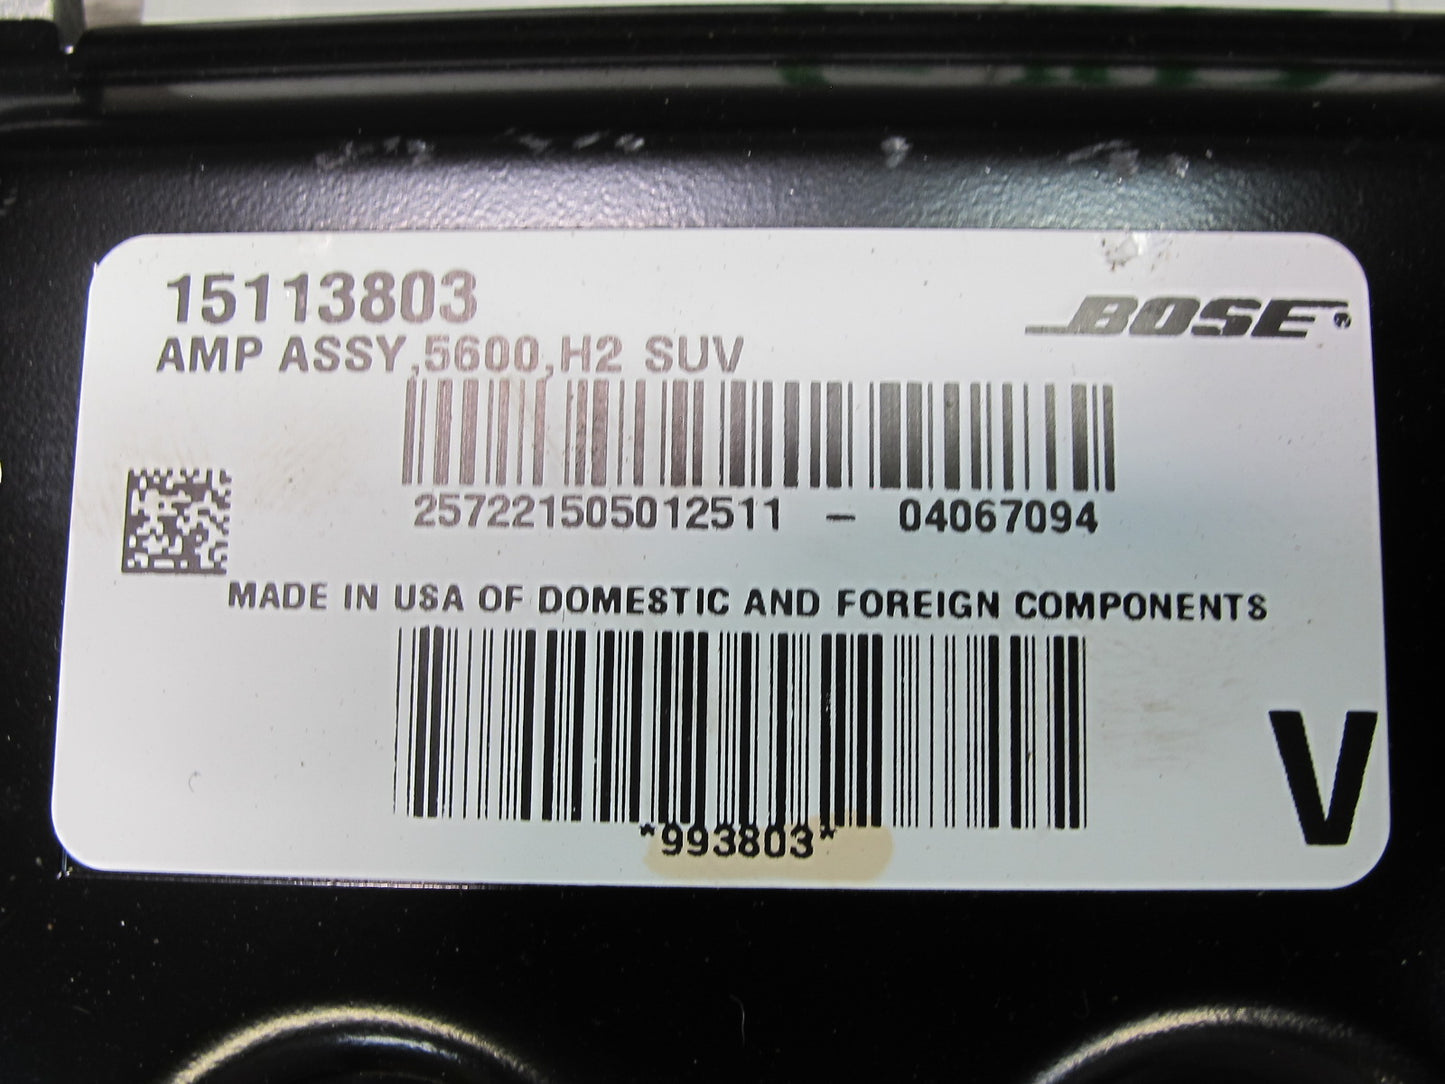 15113803
BOSE®
AMP ASSY,5600,H2 SUV
257221505012511 - 04067094
MADE IN USA OF DOMESTIC AND FOREIGN COMPONENTS
*993803*
V